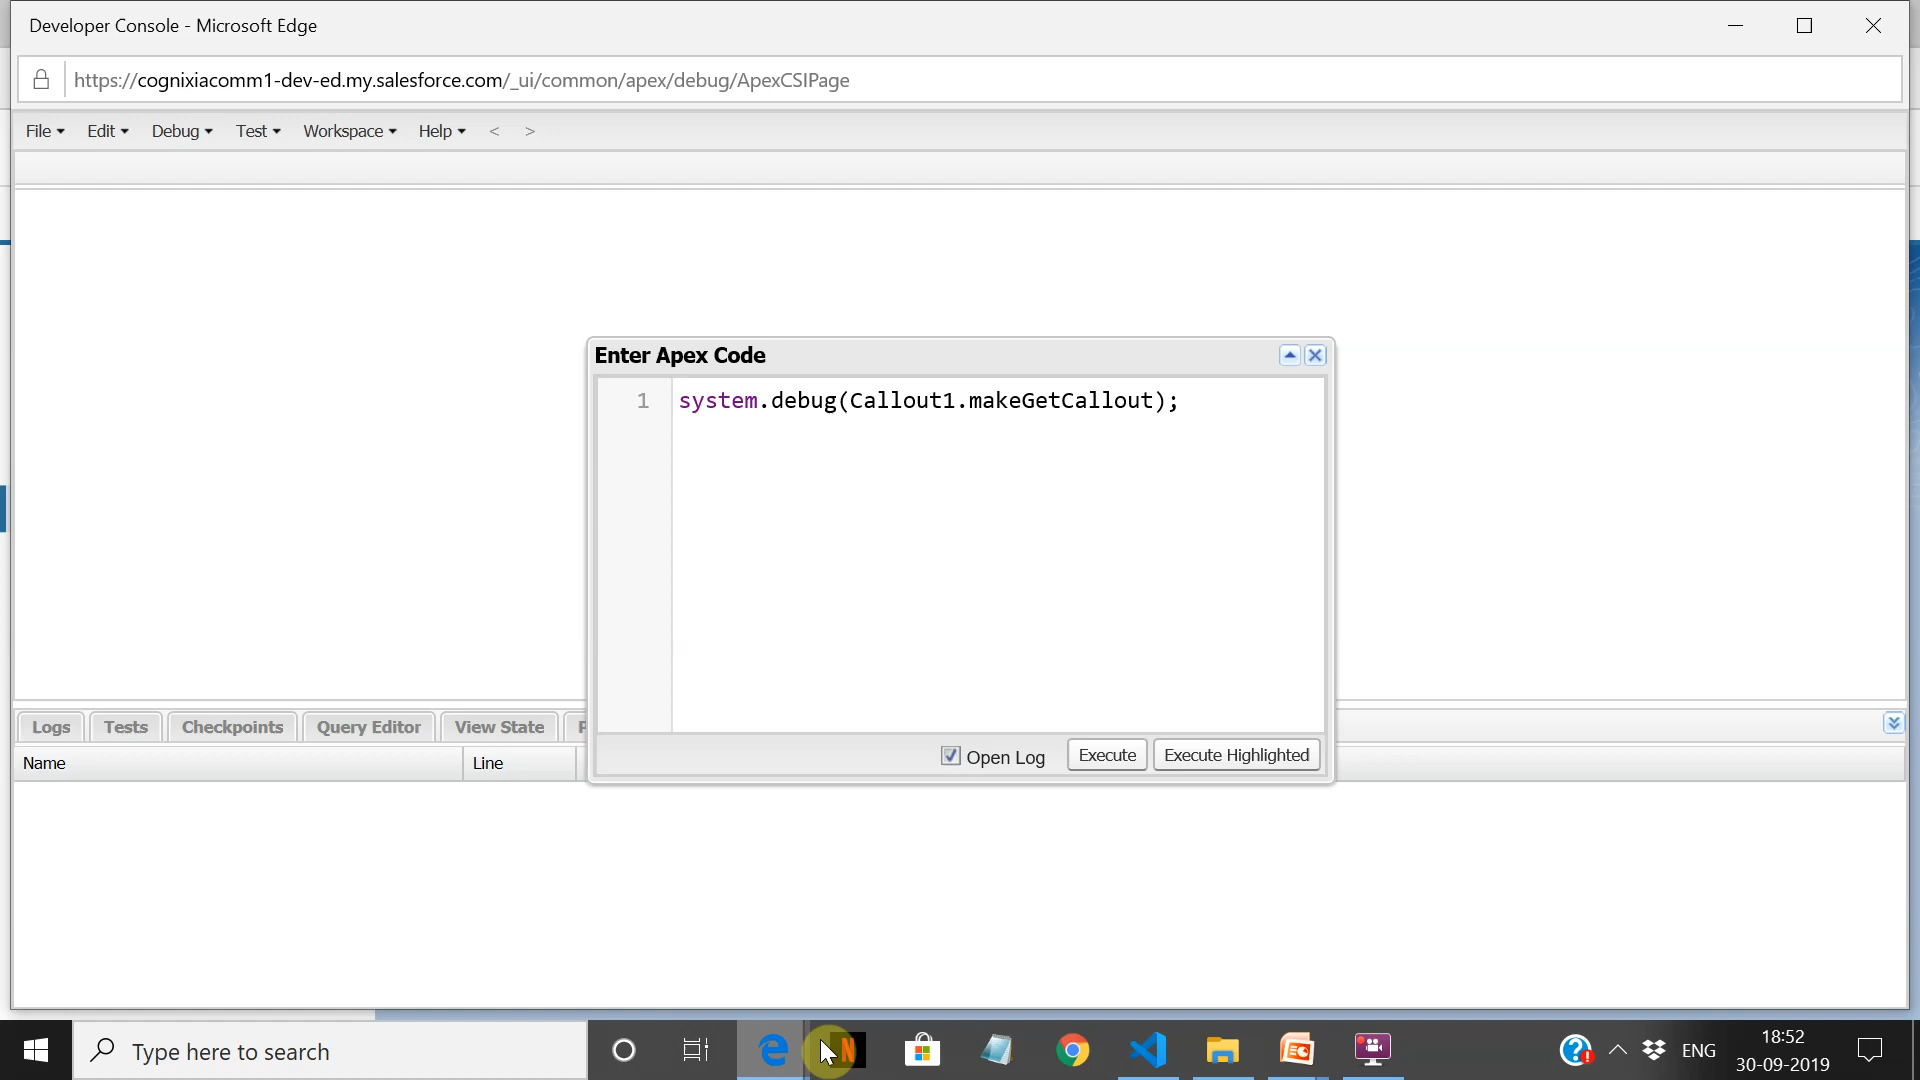 Developer Console - Microsoft Edge
https://cognixiacomm1-dev-ed.my.salesforce.com/_ui/common/apex/debug/ApexCSIPage
File Edit Debug Test Workspace Help < >
Enter Apex Code
1 system.debug(Callout1.makeGetCallout);
Open Log Execute Execute Highlighted
Logs Tests Checkpoints Query Editor View State
Name Line
Type here to search
ENG
18:52
30-09-2019